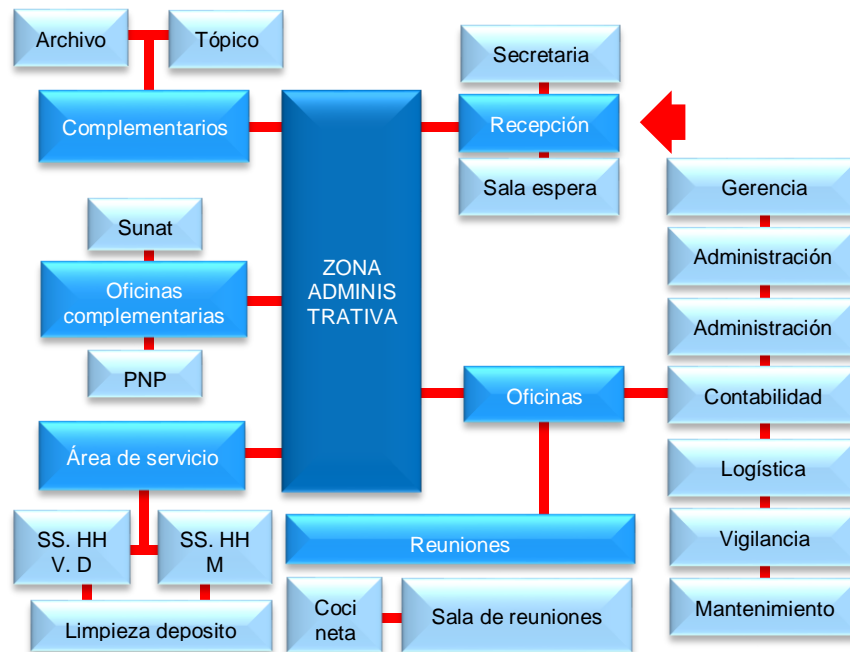 Archivo
Tópico
Complementarios
Secretaria
Recepción
Sala espera
Sunat
Oficinas
complementarias
PNP
ZONA
ADMINIS
TRATIVA
Gerencia
Administración
Administración
Oficinas
Contabilidad
Logística
Vigilancia
Mantenimiento
Área de servicio
SS. HH
V. D
SS. HH
M
Limpieza deposito
Reuniones
Coci
neta
Sala de reuniones